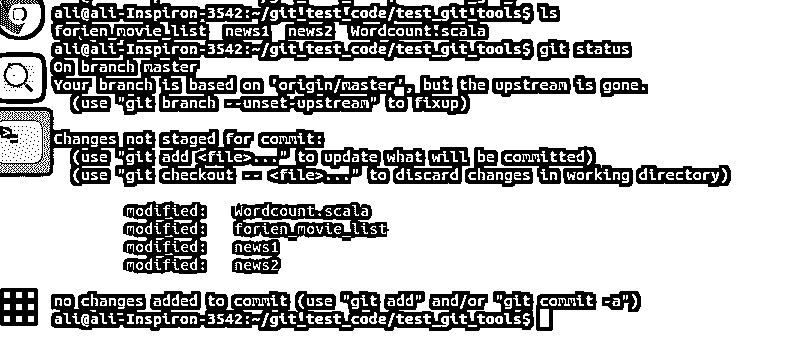 ali@ali-Inspiron-3542:~/git_test_code/test_git_tools$ ls
forien_movie_list  news1  news2  Wordcount.scala
ali@ali-Inspiron-3542:~/git_test_code/test_git_tools$ git status
On branch master
Your branch is based on 'origin/master', but the upstream is gone.
  (use "git branch --unset-upstream" to fixup)
Changes not staged for commit:
  (use "git add <file>..." to update what will be committed)
  (use "git checkout -- <file>..." to discard changes in working directory)
modified:   Wordcount.scala
modified:   forien_movie_list
modified:   news1
modified:   news2
no changes added to commit (use "git add" and/or "git commit -a")
ali@ali-Inspiron-3542:~/git_test_code/test_git_tools$